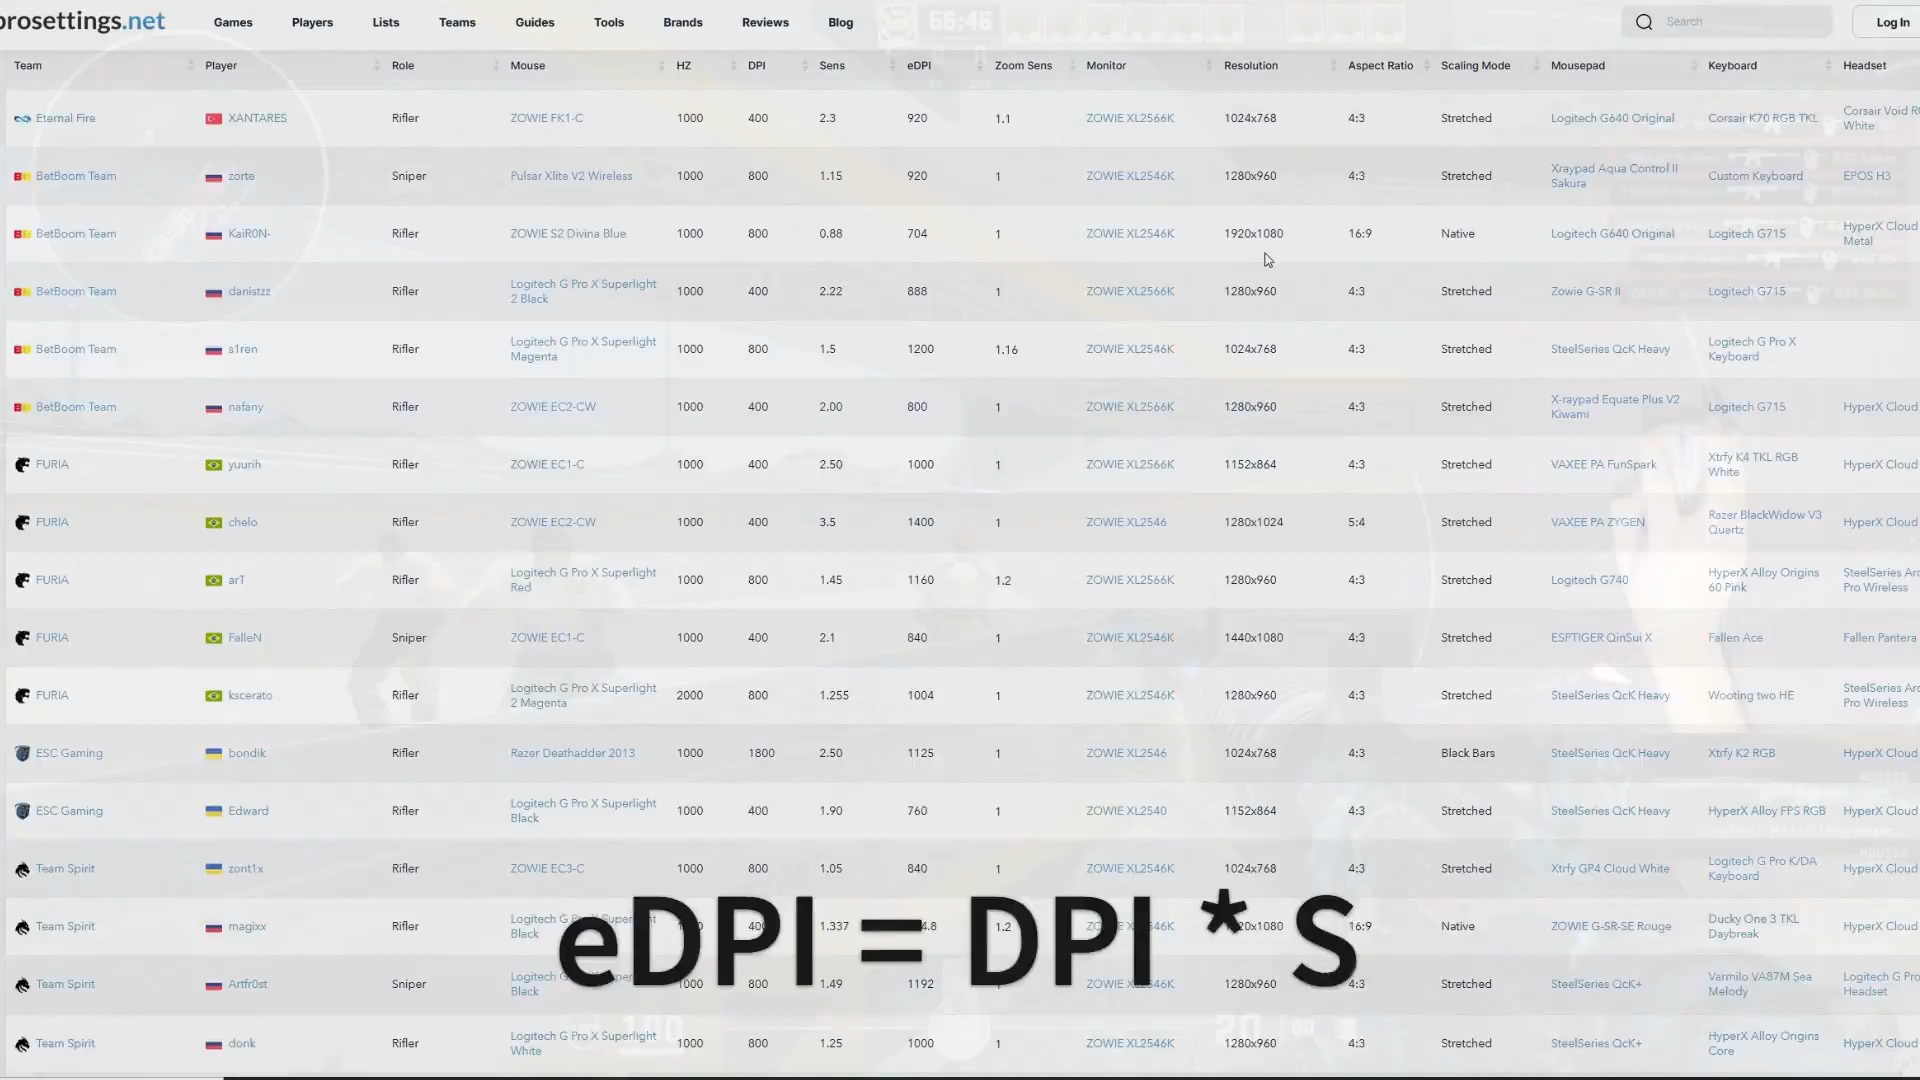 prosettings.net Games Players Lists Teams Guides Tools Brands Reviews Blog 66:46 Search Log In
Team Player Role Mouse HZ DPI Sens eDPI Zoom Sens Monitor Resolution Aspect Ratio Scaling Mode Mousepad Keyboard Headset
Eternal Fire XANTARES Rifler ZOWIE FK1-C 1000 400 2.3 920 1.1 ZOWIE XL2566K 1024x768 4:3 Stretched Logitech G640 Original Corsair K70 RGB TKL Corsair Void RG
White
BetBoom Team zorte Sniper Pulsar Xlite V2 Wireless 1000 800 1.15 920 1 ZOWIE XL2546K 1280x960 4:3 Stretched Xraypad Aqua Control II
Sakura Custom Keyboard EPOS H3
BetBoom Team KaiR0N- Rifler ZOWIE S2 Divina Blue 1000 800 0.88 704 1 ZOWIE XL2546K 1920x1080 16:9 Native Logitech G640 Original Logitech G715 HyperX Cloud
Metal
BetBoom Team danistzz Rifler Logitech G Pro X Superlight
2 Black 1000 400 2.22 888 1 ZOWIE XL2566K 1280x960 4:3 Stretched Zowie G-SR II Logitech G715
BetBoom Team s1ren Rifler Logitech G Pro X Superlight
Magenta 1000 800 1.5 1200 1.16 ZOWIE XL2546K 1024x768 4:3 Stretched SteelSeries QcK Heavy Logitech G Pro X
Keyboard
BetBoom Team nafany Rifler ZOWIE EC2-CW 1000 400 2.00 800 1 ZOWIE XL2566K 1280x960 4:3 Stretched X-raypad Equate Plus V2
Kiwami Logitech G715 HyperX Cloud
FURIA yuurih Rifler ZOWIE EC1-C 1000 400 2.50 1000 1 ZOWIE XL2566K 1152x864 4:3 Stretched VAXEE PA FunSpark Xtrfy K4 TKL RGB
White HyperX Cloud
FURIA chelo Rifler ZOWIE EC2-CW 1000 400 3.5 1400 1 ZOWIE XL2546 1280x1024 5:4 Stretched VAXEE PA ZYGEN Razer BlackWidow V3
Quartz HyperX Cloud
FURIA arT Rifler Logitech G Pro X Superlight
Red 1000 800 1.45 1160 1.2 ZOWIE XL2566K 1280x960 4:3 Stretched Logitech G740 HyperX Alloy Origins
60 Pink SteelSeries Arc
Pro Wireless
FURIA FalleN Sniper ZOWIE EC1-C 1000 400 2.1 840 1 ZOWIE XL2546K 1440x1080 4:3 Stretched ESPTIGER QinSui X Fallen Ace Fallen Pantera
FURIA kscerato Rifler Logitech G Pro X Superlight
2 Magenta 2000 800 1.255 1004 1 ZOWIE XL2546K 1280x960 4:3 Stretched SteelSeries QcK Heavy Wooting two HE SteelSeries Arc
Pro Wireless
ESC Gaming bondik Rifler Razer Deathadder 2013 1000 1800 2.50 1125 1 ZOWIE XL2546 1024x768 4:3 Black Bars SteelSeries QcK Heavy Xtrfy K2 RGB HyperX Cloud
ESC Gaming Edward Rifler Logitech G Pro X Superlight
Black 1000 400 1.90 760 1 ZOWIE XL2540 1152x864 4:3 Stretched SteelSeries QcK Heavy HyperX Alloy FPS RGB HyperX Cloud
Team Spirit zont1x Rifler ZOWIE EC3-C 1000 800 1.05 840 1 ZOWIE XL2546K 1024x768 4:3 Stretched Xtrfy GP4 Cloud White Logitech G Pro K/DA
Keyboard HyperX Cloud
Team Spirit magixx Rifler Logitech G Pro X Superlight
Black 1.337 1.2 16:9 Native ZOWIE G-SR-SE Rouge Ducky One 3 TKL
Daybreak HyperX Cloud
eDPI = DPI * S
Team Spirit Artfr0st Sniper Logitech G
Black 1000 800 1.49 1192 1280x960 4:3 Stretched SteelSeries QcK+ Varmilo VA87M Sea
Melody Logitech G Pro
Headset
Team Spirit donk Rifler Logitech G Pro X Superlight
White 1000 800 1.25 1000 1 ZOWIE XL2546K 1280x960 4:3 Stretched SteelSeries QcK+ HyperX Alloy Origins
Core HyperX Cloud